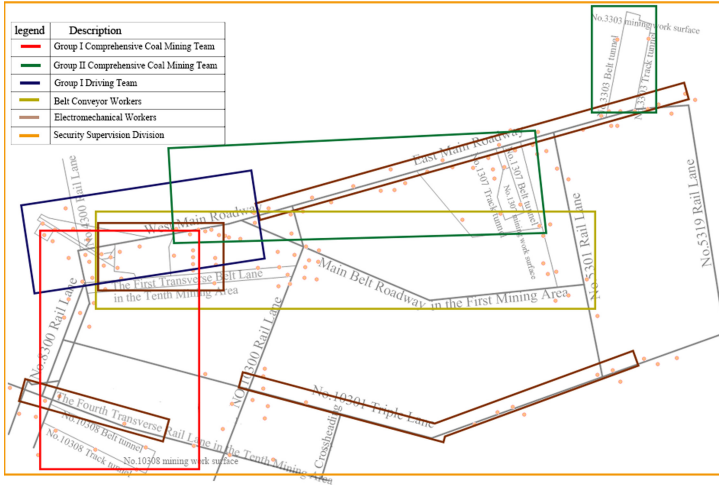 legend Description
Group I Comprehensive Coal Mining Team
Group II Comprehensive Coal Mining Team
Group I Driving Team
Belt Conveyor Workers
Electromechanical Workers
Security Supervision Division
No.3303 mining work surface
No.3303 Belt tunnel
No.3303 Track tunnel
East Main Roadway
No.1307 Track tunnel
No.1307 Belt tunnel
No.1307 mining work surface
West Main Roadway
Rail Lane
The First Transverse Belt Lane
in the Tenth Mining Area
Main Belt Roadway in the First Mining Area
No.5301 Rail Lane
No.5319 Rail Lane
No.8300 Rail Lane
No.10300 Rail Lane
No.10301 Triple Lane
The Fourth Transverse Rail Lane in the Tenth Mining Area
No.10308 Belt tunnel
No.10308 Track tunnel
No.10308 mining work surface
Crossheading